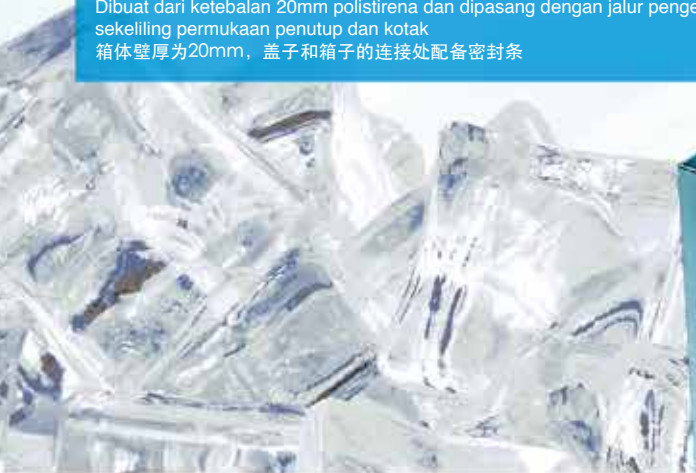 Dibuat dari ketebalan 20mm polistirena dan dipasang dengan jalur
sekeliling permukaan penutup dan kotak
箱体壁厚为20mm，盖子和箱子的连接处配备密封条